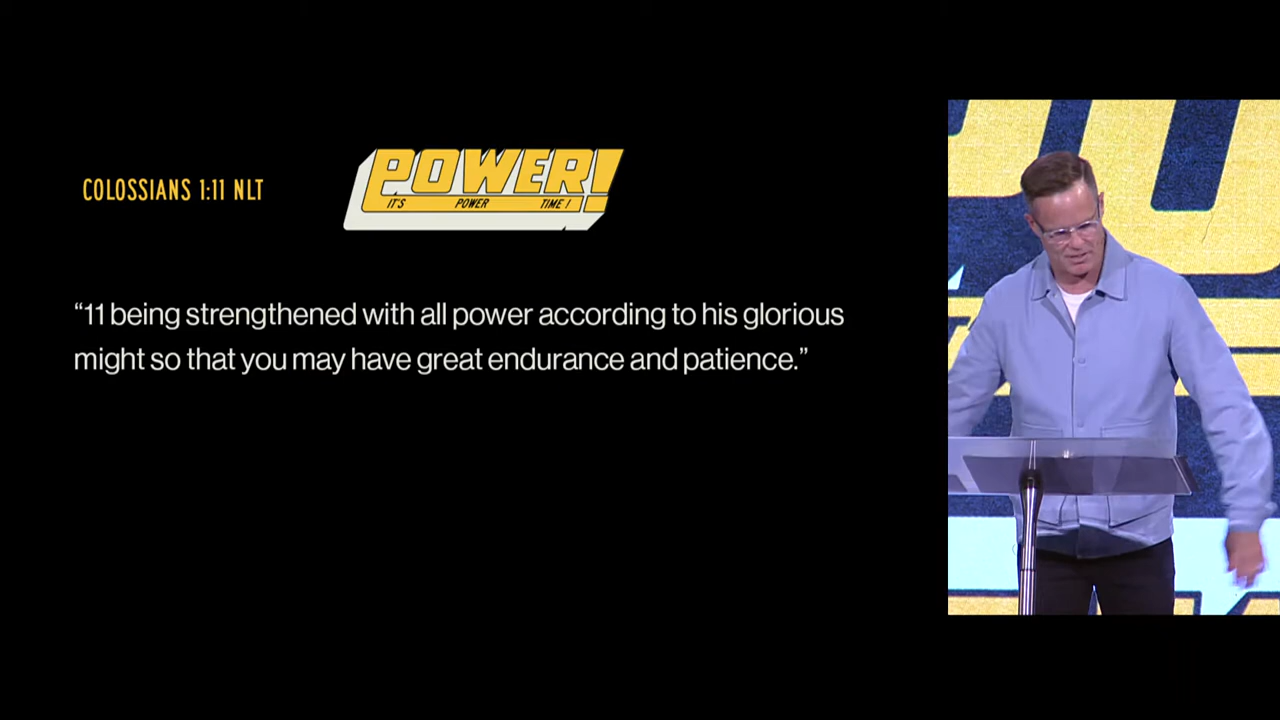 COLOSSIANS 1:11 NLT
POWER!
IT'S POWER TIME!
“11 being strengthened with all power according to his glorious
might so that you may have great endurance and patience.”